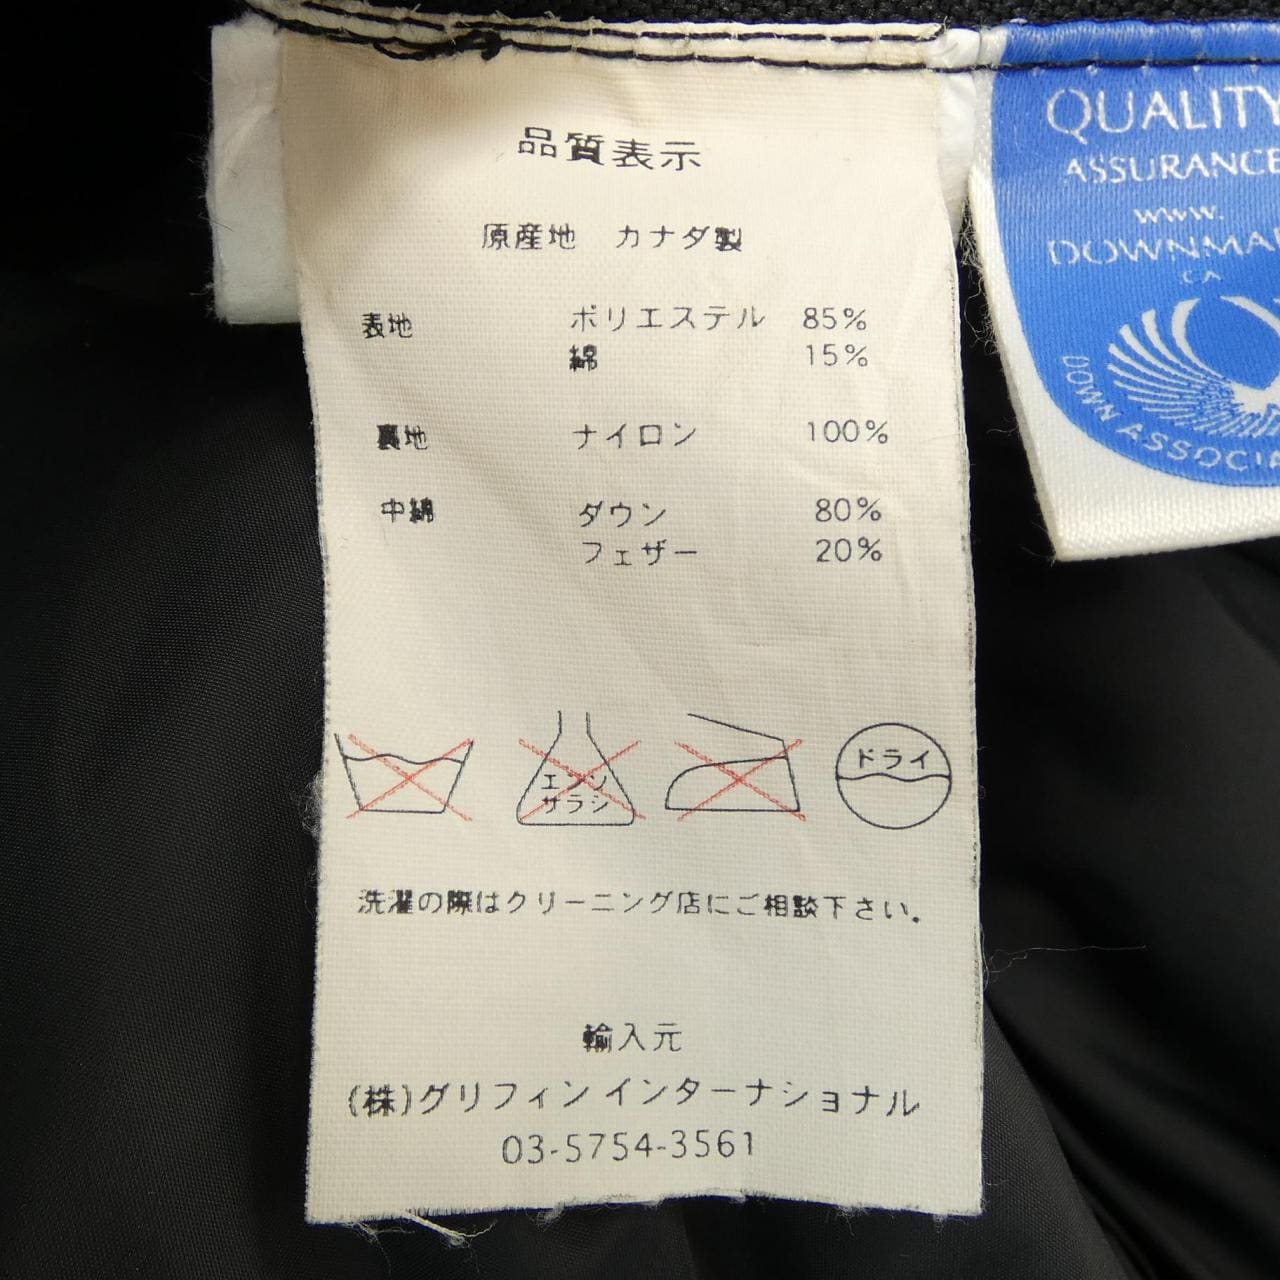 品質表示
原産地 カナダ製
表地 ポリエステル 85%
綿 15%
裏地 ナイロン 100%
中綿 ダウン 80%
フェザー 20%
エンソ
サラシ
ドライ
洗濯の際はクリーニング店にご相談下さい。
輸入元
(株)グリフィン インターナショナル
03-5754-3561
QUALITY
ASSURANCE
www.
DOWNMAR
CA
DOWN ASSOCIA